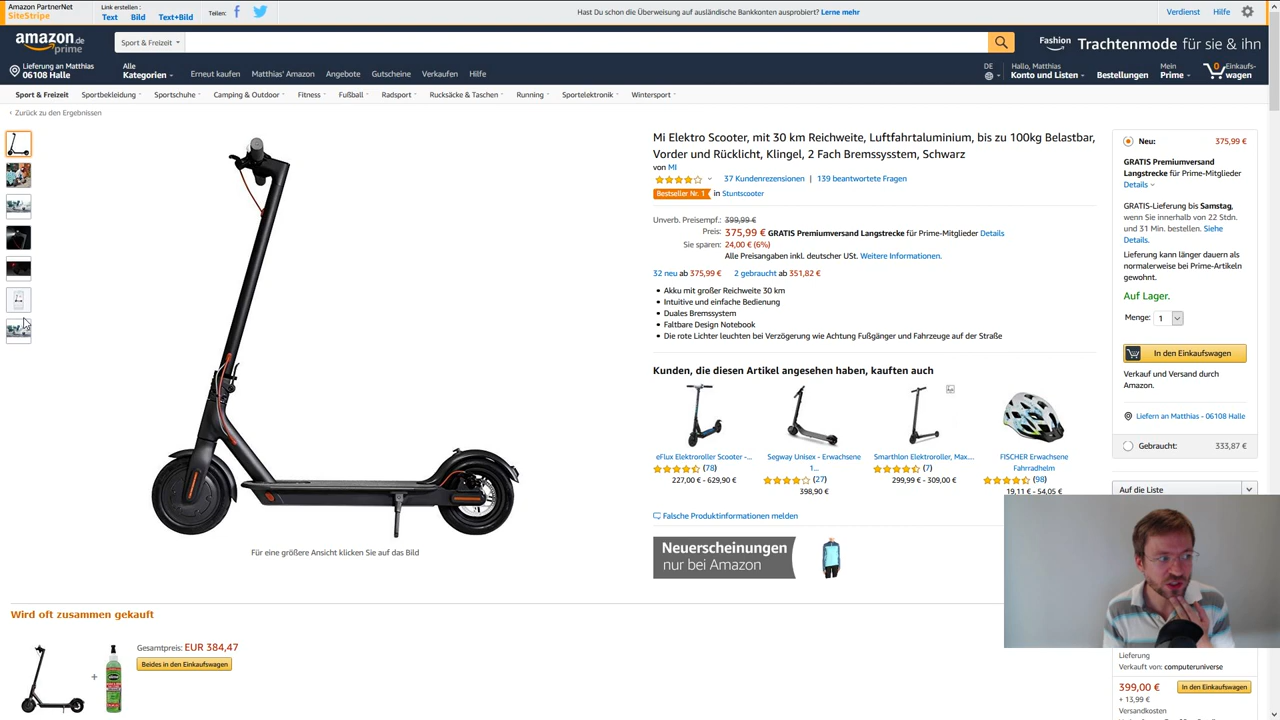 Amazon PartnerNet
SiteStripe
Link erstellen :
Text Bild Text+Bild
Teilen:
Hast Du schon die Überweisung auf ausländische Bankkonten ausprobiert? Lerne mehr
Verdienst Hilfe
amazon.de
prime
Sport & Freizeit
Fashion
Trachtenmode für sie & ihn
Lieferung an Matthias
06108 Halle
Alle
Kategorien
Erneut kaufen Matthias' Amazon Angebote Gutscheine Verkaufen Hilfe
DE
Hallo, Matthias
Konto und Listen
Bestellungen
Mein
Prime
0
Einkaufs-
wagen
Sport & Freizeit Sportbekleidung Sportschuhe Camping & Outdoor Fitness Fußball Radsport Rucksäcke & Taschen Running Sportelektronik Wintersport
‹ Zurück zu den Ergebnissen
Mi Elektro Scooter, mit 30 km Reichweite, Luftfahrtaluminium, bis zu 100kg Belastbar,
Vorder und Rücklicht, Klingel, 2 Fach Bremssysstem, Schwarz
von MI
37 Kundenrezensionen | 139 beantwortete Fragen
Bestseller Nr. 1 in Stuntscooter
Unverb. Preisempf.: 399,99 €
Preis: 375,99 € GRATIS Premiumversand Langstrecke für Prime-Mitglieder Details
Sie sparen: 24,00 € (6%)
Alle Preisangaben inkl. deutscher USt. Weitere Informationen.
32 neu ab 375,99 € 2 gebraucht ab 351,82 €
• Akku mit großer Reichweite 30 km
• Intuitive und einfache Bedienung
• Duales Bremssystem
• Faltbare Design Notebook
• Die rote Lichter leuchten bei Verzögerung wie Achtung Fußgänger und Fahrzeuge auf der Straße
Kunden, die diesen Artikel angesehen haben, kauften auch
eFlux Elektroroller Scooter -...
(78)
227,00 € - 629,90 €
Segway Unisex - Erwachsene
1...
(27)
398,90 €
Smarthlon Elektroroller, Max....
(7)
299,99 € - 309,00 €
FISCHER Erwachsene
Fahrradhelm
(98)
19,11 € - 54,05 €
Falsche Produktinformationen melden
Neuerscheinungen
nur bei Amazon
Für eine größere Ansicht klicken Sie auf das Bild
Neu: 375,99 €
GRATIS Premiumversand
Langstrecke für Prime-Mitglieder
Details
GRATIS-Lieferung bis Samstag,
wenn Sie innerhalb von 22 Stdn.
und 31 Min. bestellen. Siehe
Details.
Lieferung kann länger dauern als
normalerweise bei Prime-Artikeln
gewohnt.
Auf Lager.
Menge: 1
In den Einkaufswagen
Verkauf und Versand durch
Amazon.
Liefern an Matthias - 06108 Halle
Gebraucht: 333,87 €
Auf die Liste
Lieferung
Verkauft von: computeruniverse
399,00 € In den Einkaufswagen
+ 13,99 €
Versandkosten
Wird oft zusammen gekauft
Gesamtpreis: EUR 384,47
Beides in den Einkaufswagen
+